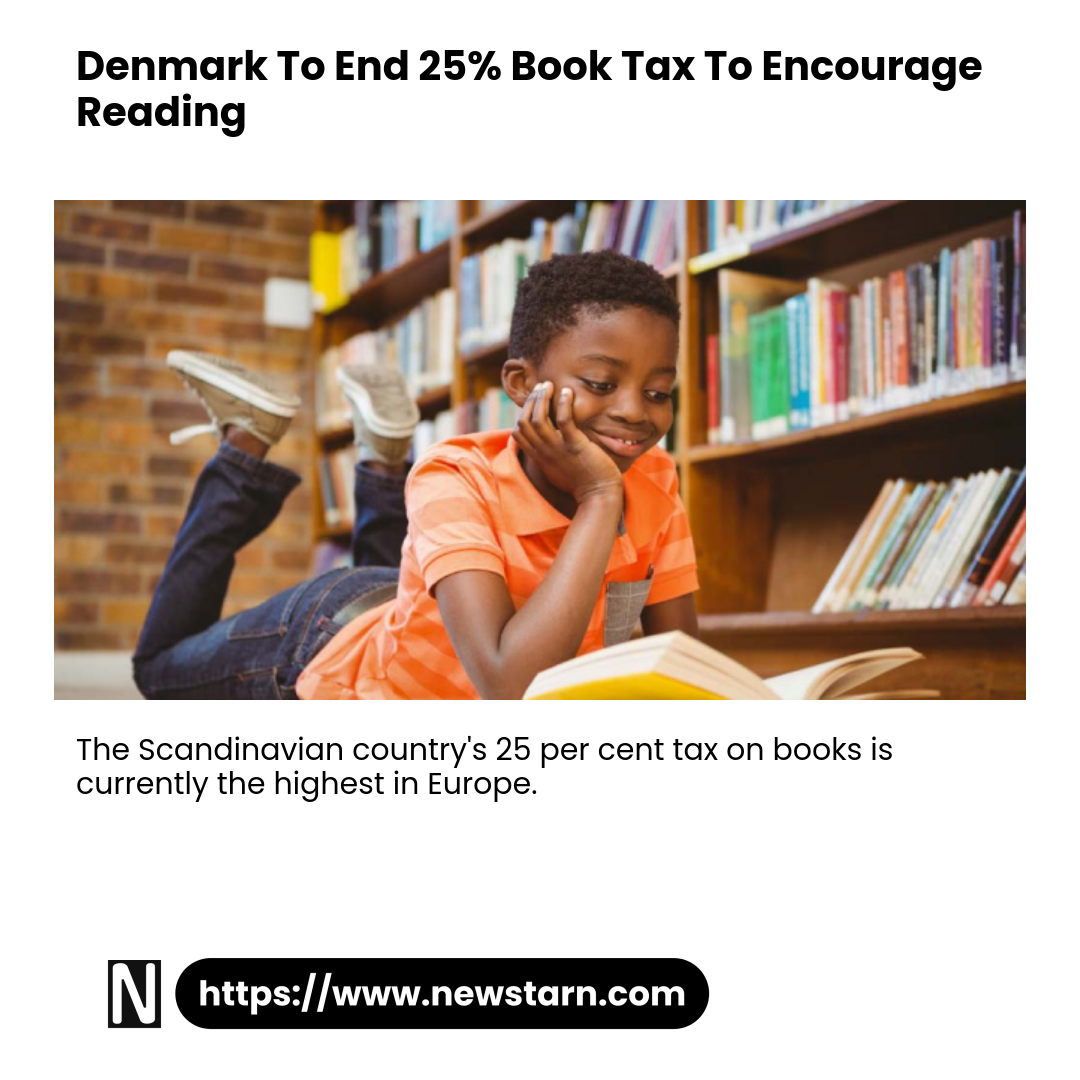 Denmark To End 25% Book Tax To Encourage
Reading
The Scandinavian country's 25 per cent tax on books is
currently the highest in Europe.
N
https://www.newstarn.com